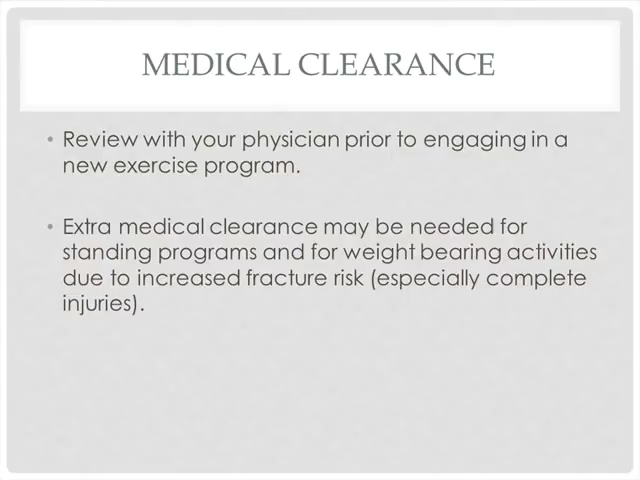 MEDICAL CLEARANCE
• Review with your physician prior to engaging in a
new exercise program.
• Extra medical clearance may be needed for
standing programs and for weight bearing activities
due to increased fracture risk (especially complete
injuries).